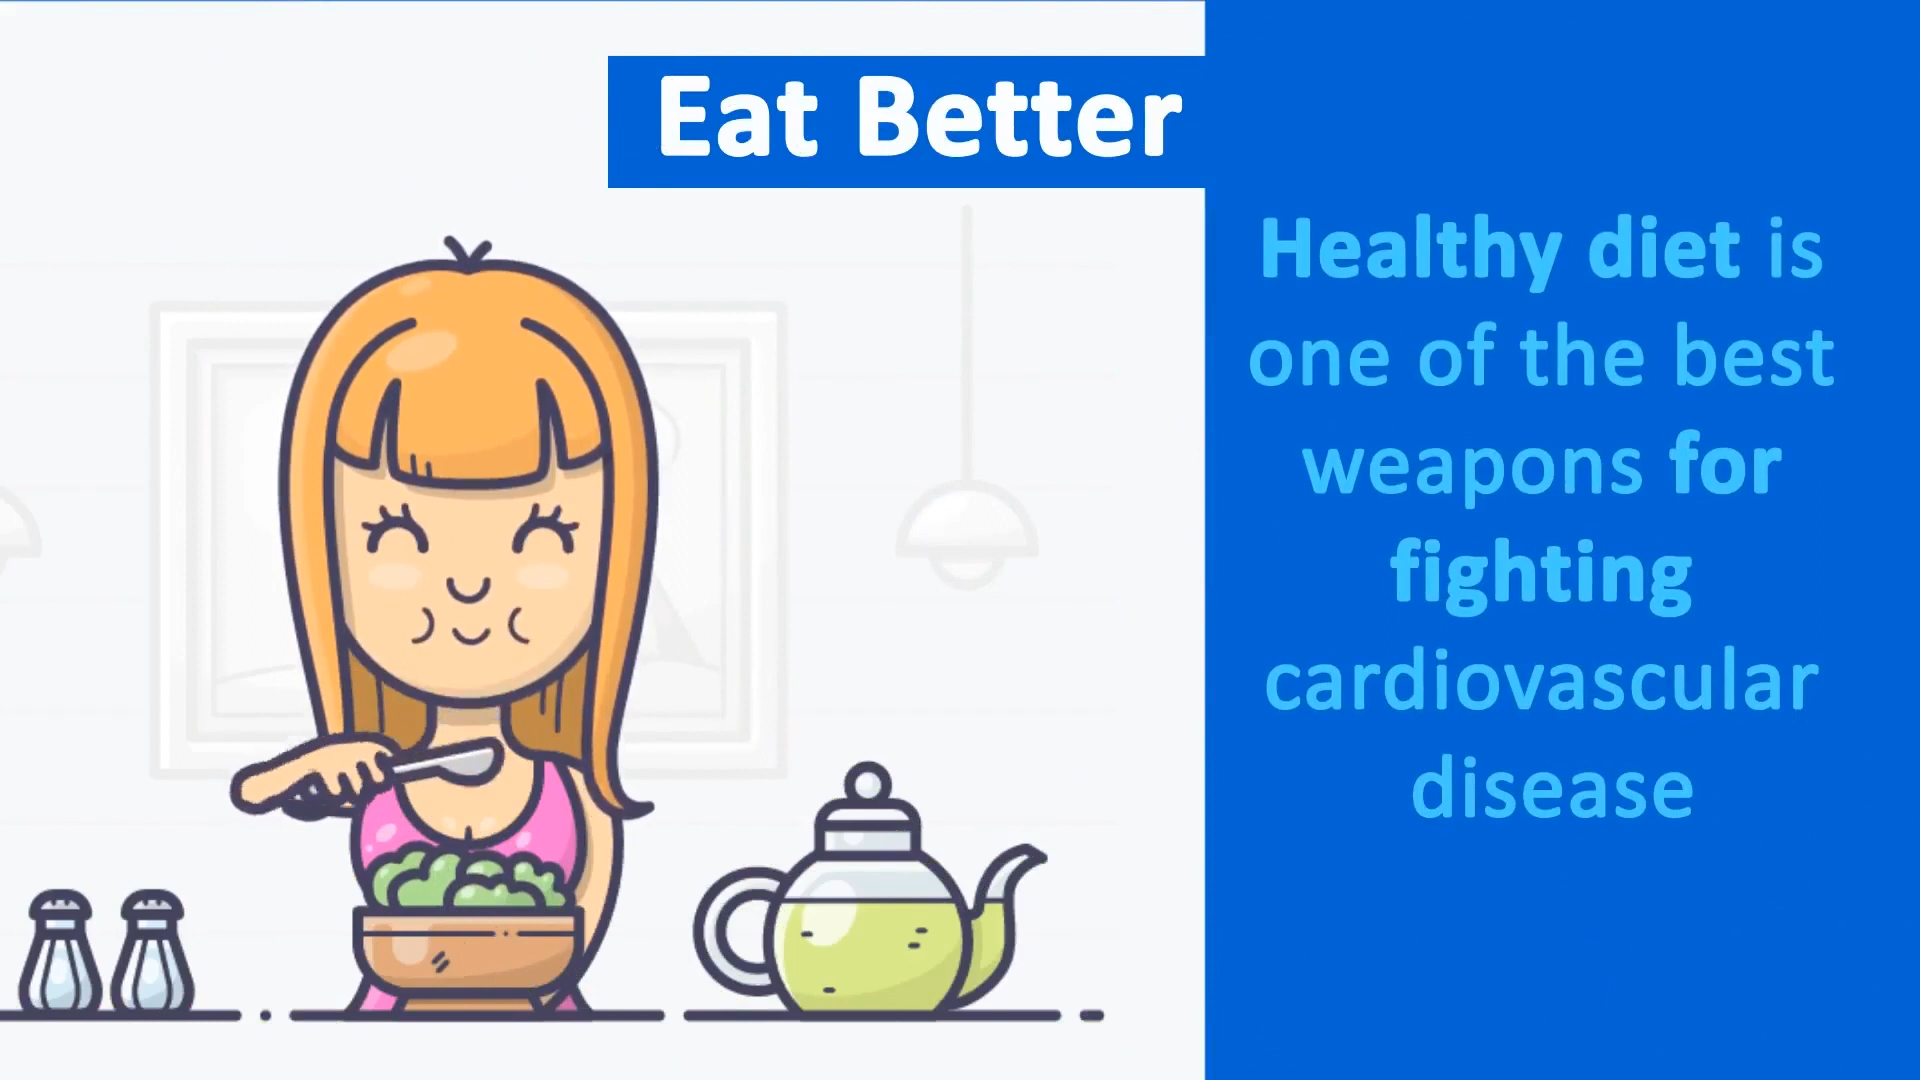 Eat Better
Healthy diet is
one of the best
weapons for
fighting
cardiovascular
disease